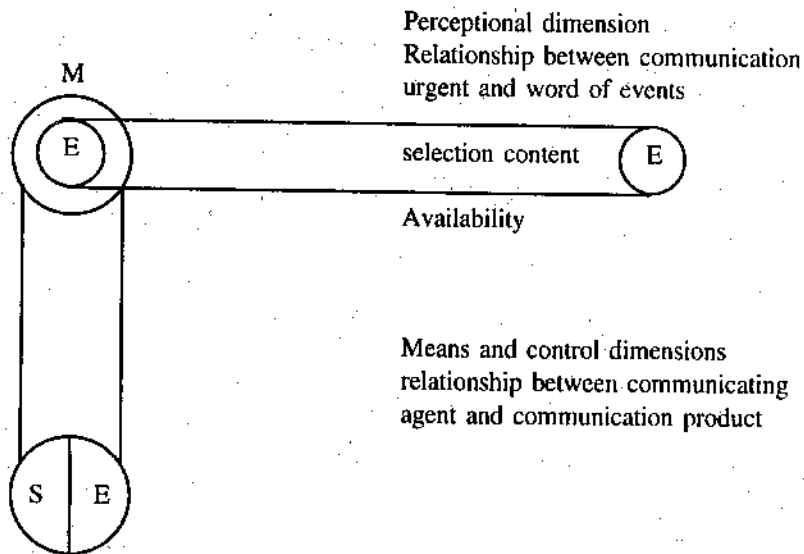 Perceptional dimension
Relationship between communication
urgent and word of events
M
E
selection content
E
Availability
Means and control dimensions
relationship between communicating
agent and communication product
S
E